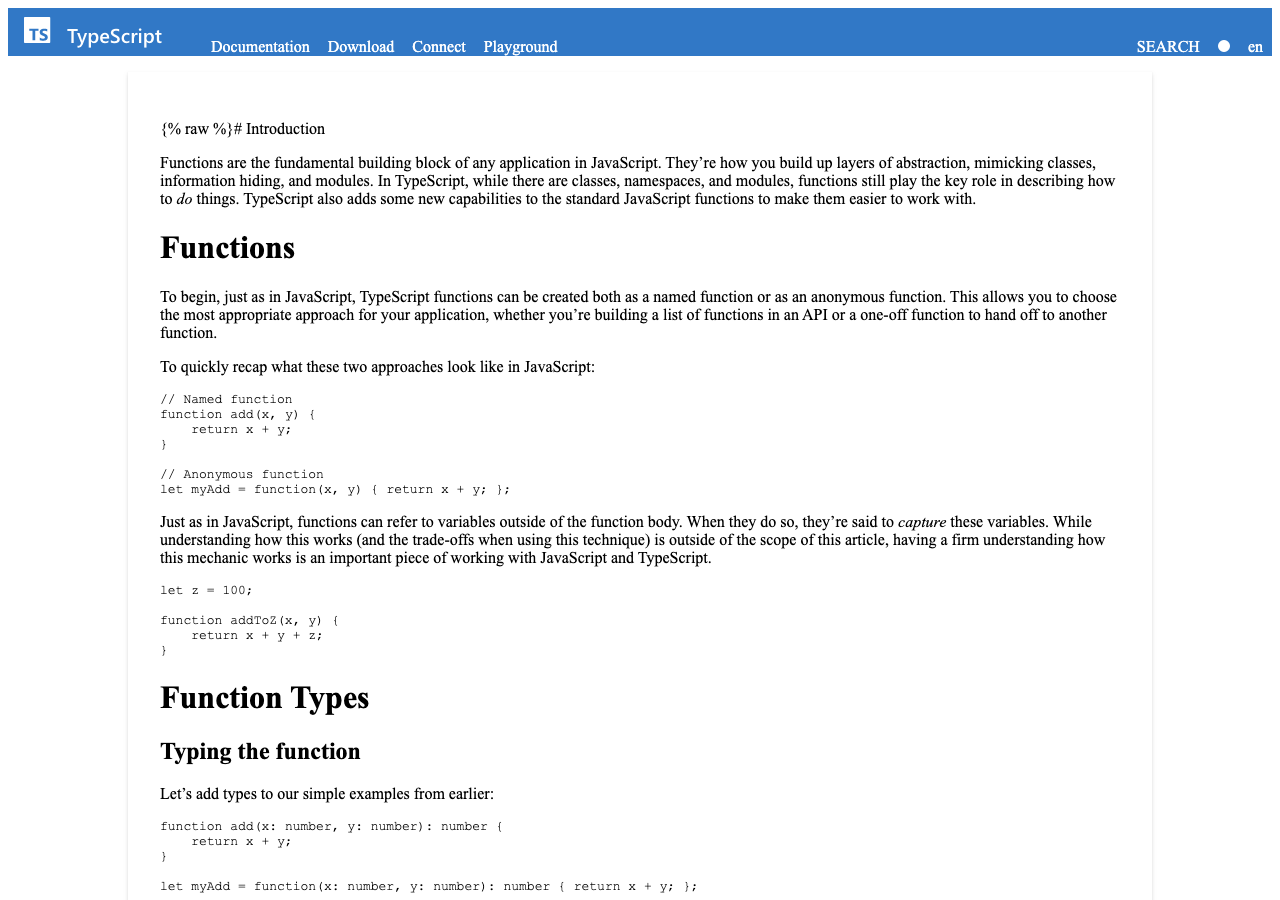 TS TypeScript Documentation Download Connect Playground SEARCH en
{% raw %}# Introduction
Functions are the fundamental building block of any application in JavaScript. They’re how you build up layers of abstraction, mimicking classes,
information hiding, and modules. In TypeScript, while there are classes, namespaces, and modules, functions still play the key role in describing how
to do things. TypeScript also adds some new capabilities to the standard JavaScript functions to make them easier to work with.
Functions
To begin, just as in JavaScript, TypeScript functions can be created both as a named function or as an anonymous function. This allows you to choose
the most appropriate approach for your application, whether you’re building a list of functions in an API or a one-off function to hand off to another
function.
To quickly recap what these two approaches look like in JavaScript:
// Named function
function add(x, y) {
    return x + y;
}
// Anonymous function
let myAdd = function(x, y) { return x + y; };
Just as in JavaScript, functions can refer to variables outside of the function body. When they do so, they’re said to capture these variables. While
understanding how this works (and the trade-offs when using this technique) is outside of the scope of this article, having a firm understanding how
this mechanic works is an important piece of working with JavaScript and TypeScript.
let z = 100;
function addToZ(x, y) {
    return x + y + z;
}
Function Types
Typing the function
Let’s add types to our simple examples from earlier:
function add(x: number, y: number): number {
    return x + y;
}
let myAdd = function(x: number, y: number): number { return x + y; };